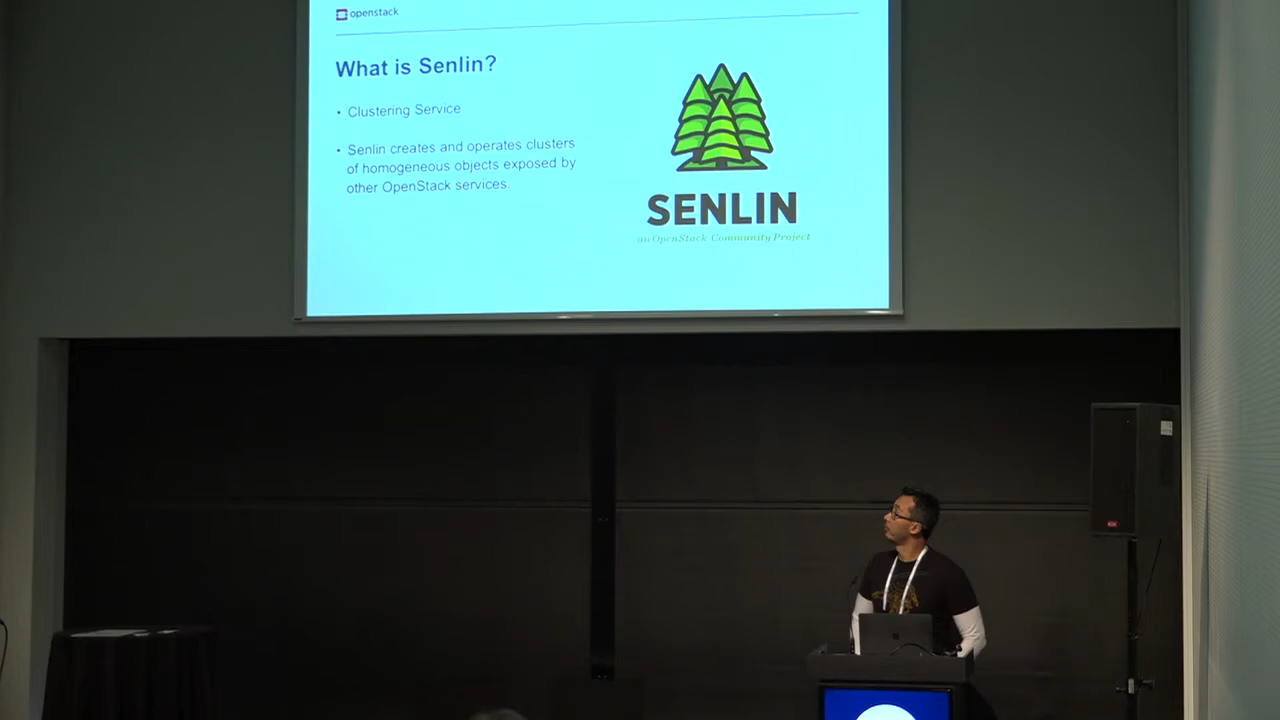 openstack
What is Senlin?
• Clustering Service
• Senlin creates and operates clusters
of homogeneous objects exposed by
other OpenStack services.
SENLIN
an OpenStack Community Project